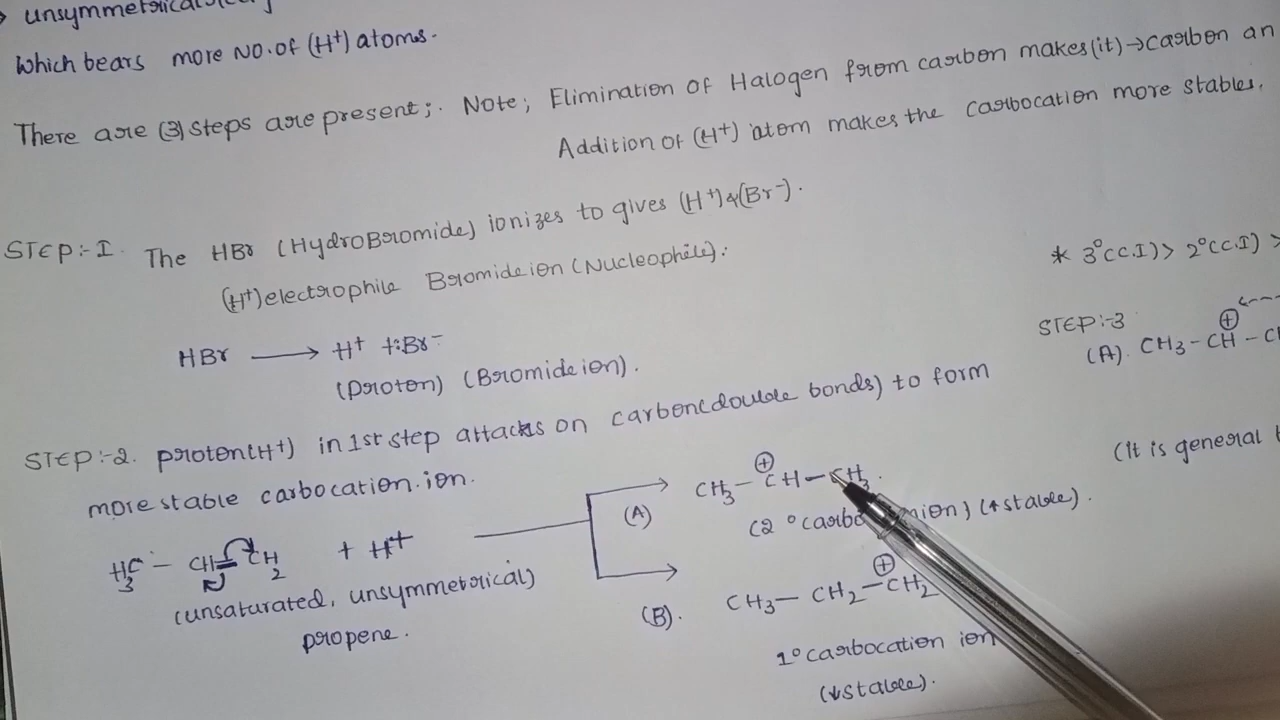 → unsymmetrical
which bears more No. of (H⁺) atoms.
There are (3) steps are present;. Note; Elimination of Halogen from carbon makes (it) → carbon an
Addition of (H⁺) atom makes the carbocation more stables.
STEP:-I. The HBr (HydroBromide) ionizes to gives (H⁺) & (Br⁻).
(H⁺) electrophile Bromide ion (Nucleophile).
HBr ⟶ H⁺ + :Br⁻
(proton) (Bromide ion).
STEP:-2. proton(H⁺) in 1st step attacks on carbon(double bonds) to form
more stable carbocation.ion.
H₃C - CH=CH₂ + H⁺
(unsaturated, unsymmetorical)
propene.
(A) CH₃-CH-CH₃.
⊕
(2° carbo ion) (↑stable).
(B). CH₃-CH₂-CH₂
⊕
1° carbocation ion
(↓stable).
* 3°(C.I) > 2°(C.I) >
STEP:-3
⊕
(A). CH₃-CH-C
(It is general